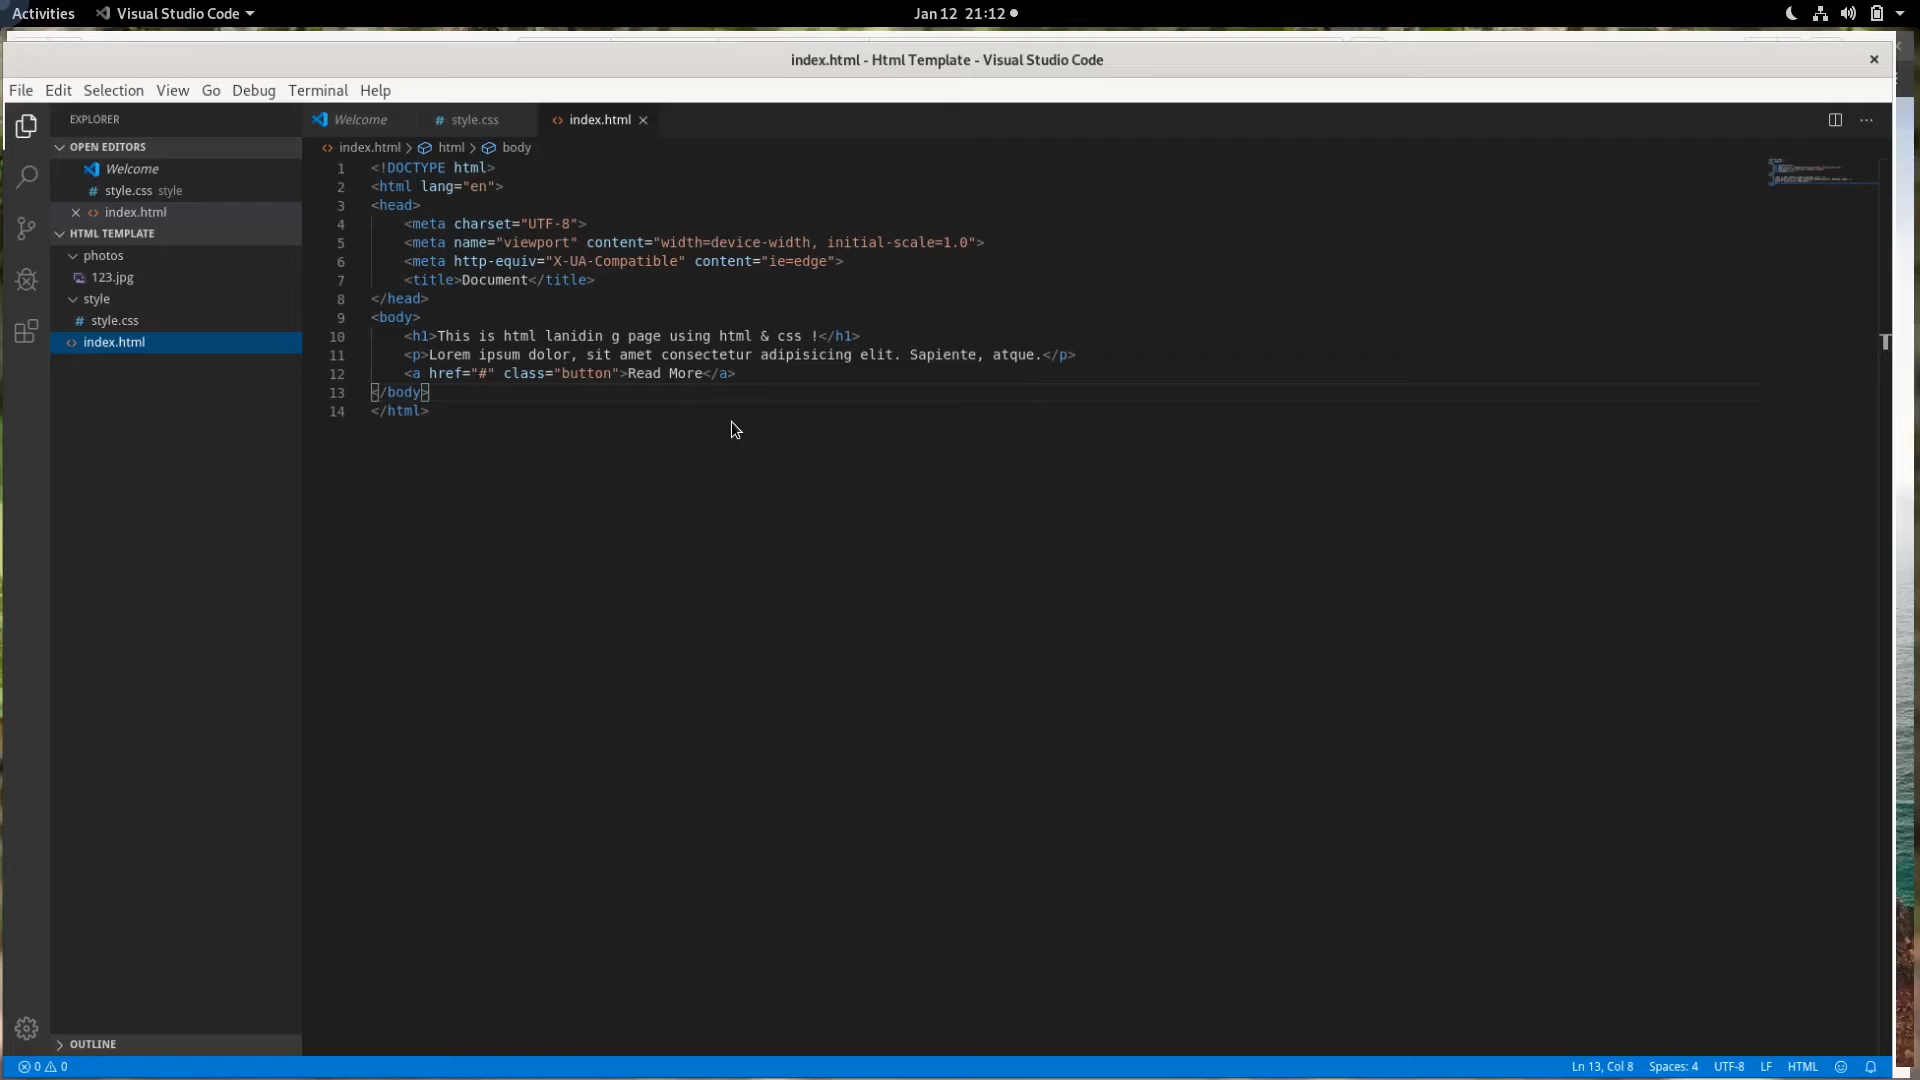 Activities Visual Studio Code Jan 12 21:12
index.html - Html Template - Visual Studio Code
File Edit Selection View Go Debug Terminal Help
EXPLORER
OPEN EDITORS
Welcome
# style.css style
index.html
HTML TEMPLATE
photos
123.jpg
style
# style.css
<> index.html
OUTLINE
Welcome # style.css <> index.html
<> index.html > html > body
1 <!DOCTYPE html>
2 <html lang="en">
3 <head>
4 <meta charset="UTF-8">
5 <meta name="viewport" content="width=device-width, initial-scale=1.0">
6 <meta http-equiv="X-UA-Compatible" content="ie=edge">
7 <title>Document</title>
8 </head>
9 <body>
10 <h1>This is html lanidin g page using html & css !</h1>
11 <p>Lorem ipsum dolor, sit amet consectetur adipisicing elit. Sapiente, atque.</p>
12 <a href="#" class="button">Read More</a>
13 </body>
14 </html>
0 0 Ln 13, Col 8 Spaces: 4 UTF-8 LF HTML